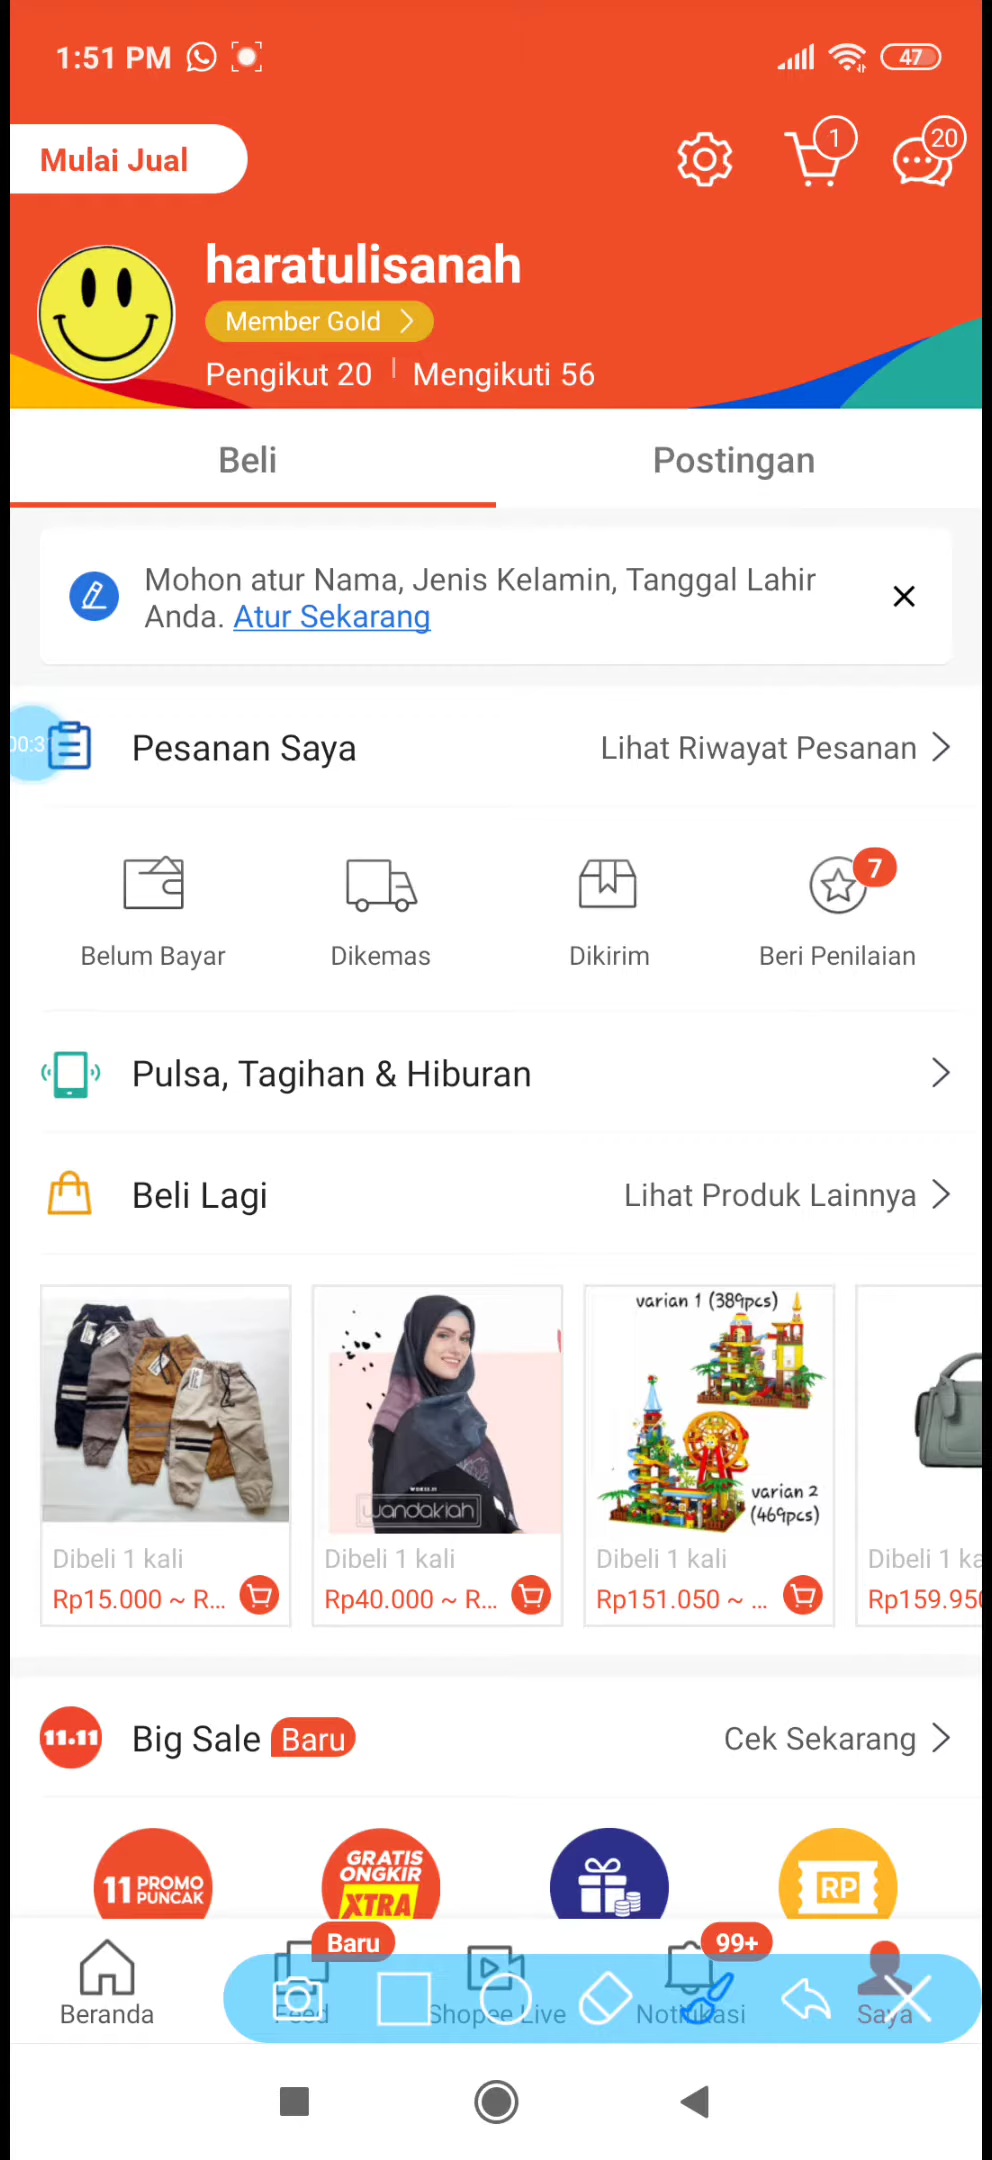 1:51 PM
47
Mulai Jual
1
20
haratulisanah
Member Gold
Pengikut 20
Mengikuti 56
Beli
Postingan
Mohon atur Nama, Jenis Kelamin, Tanggal Lahir
Anda. Atur Sekarang
Pesanan Saya
Lihat Riwayat Pesanan
7
Belum Bayar
Dikemas
Dikirim
Beri Penilaian
Pulsa, Tagihan & Hiburan
Beli Lagi
Lihat Produk Lainnya
varian 1 (389pcs)
varian 2
(469pcs)
wandakiah
Dibeli 1 kali
Rp15.000 ~ R...
Dibeli 1 kali
Rp40.000 ~ R...
Dibeli 1 kali
Rp151.050 ~ ...
Dibeli 1 ka
Rp159.950
11.11
Big Sale
Baru
Cek Sekarang
11 PROMO
PUNCAK
GRATIS
ONGKIR
XTRA
RP
Baru
99+
Beranda
Feed
Shopee Live
Notifikasi
Saya